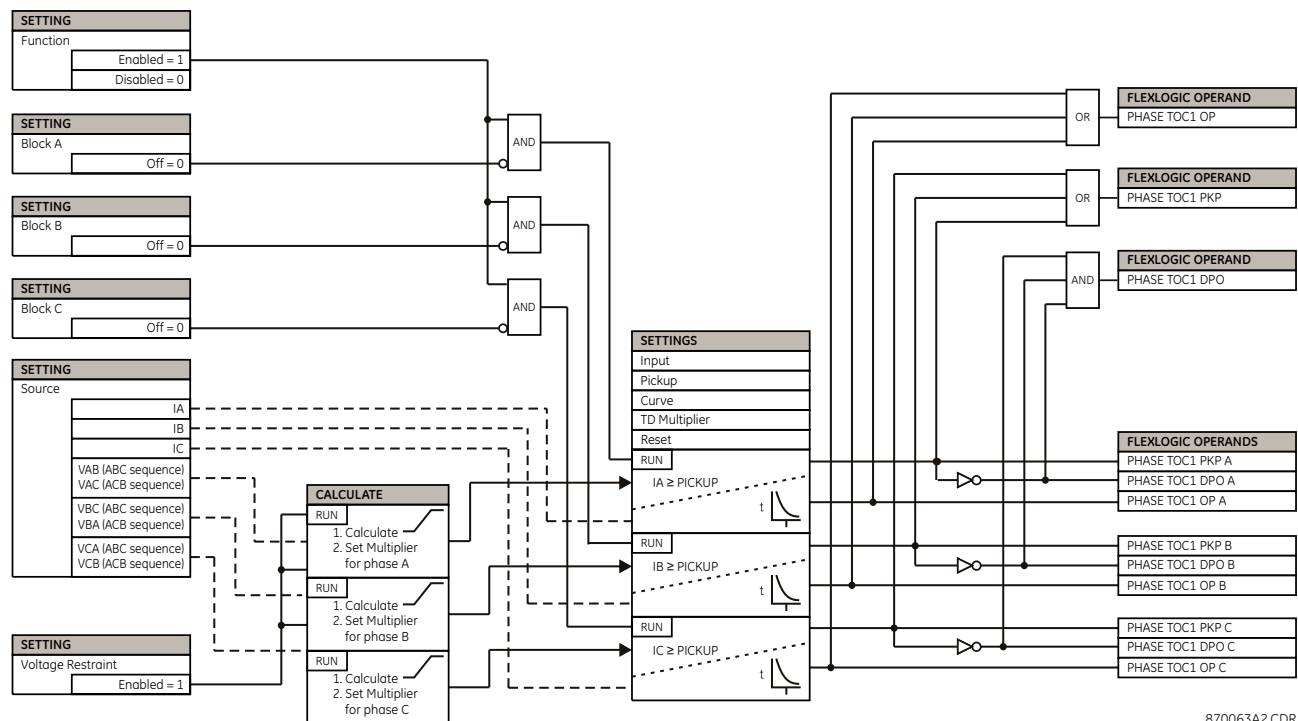 SETTING
Function
Enabled = 1
Disabled = 0
SETTING
Block A
Off = 0
SETTING
Block B
Off = 0
SETTING
Block C
Off = 0
SETTING
Source
IA
IB
IC
VAB (ABC sequence)
VAC (ACB sequence)
VBC (ABC sequence)
VBA (ACB sequence)
VCA (ABC sequence)
VCB (ACB sequence)
SETTING
Voltage Restraint
Enabled = 1
CALCULATE
RUN
1. Calculate
2. Set Multiplier
for phase A
RUN
1. Calculate
2. Set Multiplier
for phase B
RUN
1. Calculate
2. Set Multiplier
for phase C
AND
AND
AND
SETTINGS
Input
Pickup
Curve
TD Multiplier
Reset
RUN
IA ≥ PICKUP
t
RUN
IB ≥ PICKUP
t
RUN
IC ≥ PICKUP
t
OR
OR
AND
FLEXLOGIC OPERAND
PHASE TOC1 OP
FLEXLOGIC OPERAND
PHASE TOC1 PKP
FLEXLOGIC OPERAND
PHASE TOC1 DPO
FLEXLOGIC OPERANDS
PHASE TOC1 PKP A
PHASE TOC1 DPO A
PHASE TOC1 OP A
PHASE TOC1 PKP B
PHASE TOC1 DPO B
PHASE TOC1 OP B
PHASE TOC1 PKP C
PHASE TOC1 DPO C
PHASE TOC1 OP C
870063A2.CDR